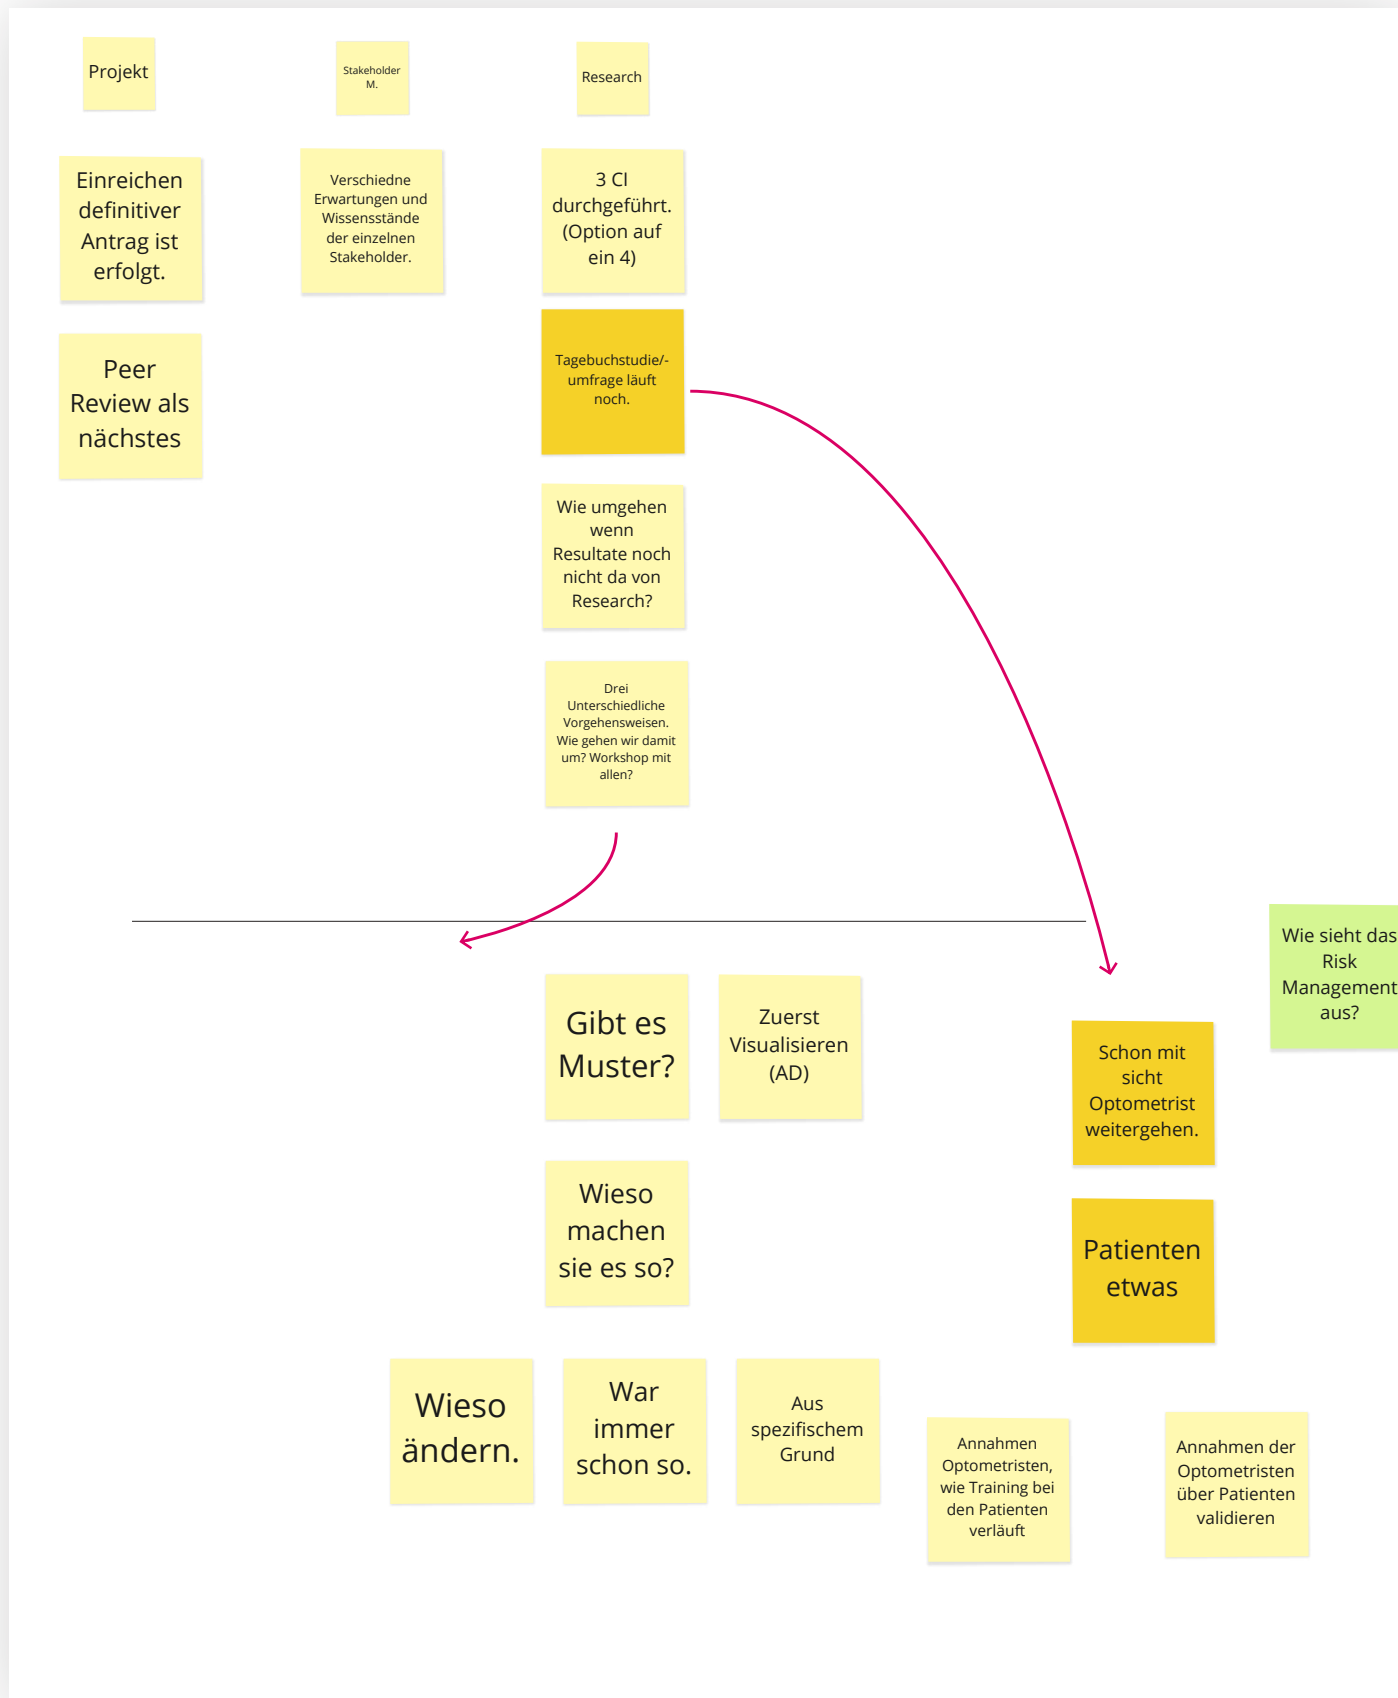 Projekt
Stakeholder
M.
Research
Einreichen
definitiver
Antrag ist
erfolgt.
Verschiedne
Erwartungen und
Wissensstände
der einzelnen
Stakeholder.
3 CI
durchgeführt.
(Option auf
ein 4)
Peer
Review als
nächstes
Tagebuchstudie/-
umfrage läuft
noch.
Wie umgehen
wenn
Resultate noch
nicht da von
Research?
Drei
Unterschiedliche
Vorgehensweisen.
Wie gehen wir damit
um? Workshop mit
allen?
Wie sieht das
Risk
Management
aus?
Gibt es
Muster?
Zuerst
Visualisieren
(AD)
Schon mit
sicht
Optometrist
weitergehen.
Wieso
machen
sie es so?
Patienten
etwas
Wieso
ändern.
War
immer
schon so.
Aus
spezifischem
Grund
Annahmen
Optometristen,
wie Training bei
den Patienten
verläuft
Annahmen der
Optometristen
über Patienten
validieren